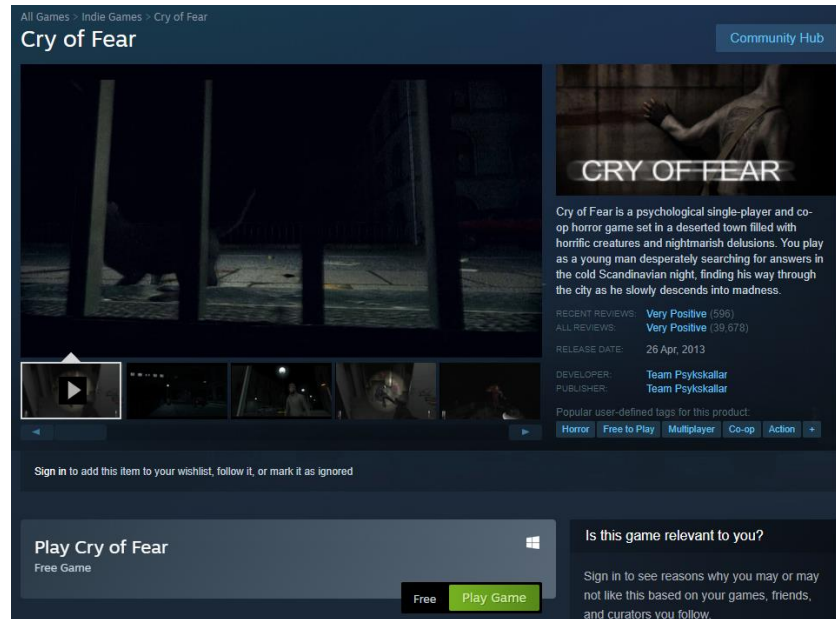 All Games > Indie Games > Cry of Fear
Cry of Fear
Community Hub
CRY OF FEAR
Cry of Fear is a psychological single-player and co-
op horror game set in a deserted town filled with
horrific creatures and nightmarish delusions. You play
as a young man desperately searching for answers in
the cold Scandinavian night, finding his way through
the city as he slowly descends into madness.
RECENT REVIEWS: Very Positive (596)
ALL REVIEWS: Very Positive (39,678)
RELEASE DATE: 26 Apr, 2013
DEVELOPER: Team Psykskallar
PUBLISHER: Team Psykskallar
Popular user-defined tags for this product:
Horror Free to Play Multiplayer Co-op Action +
Sign in to add this item to your wishlist, follow it, or mark it as ignored
Play Cry of Fear
Free Game
Free Play Game
Is this game relevant to you?
Sign in to see reasons why you may or may
not like this based on your games, friends,
and curators you follow.